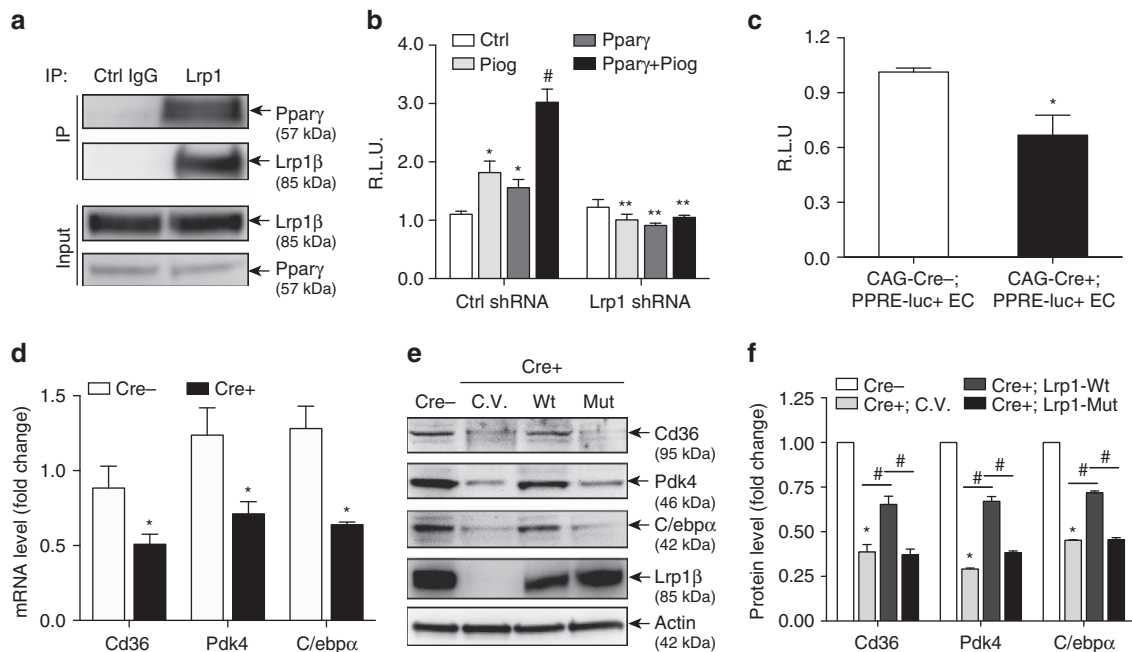 a
IP: Ctrl IgG Lrp1
IP
Pparγ
(57 kDa)
Lrp1β
(85 kDa)
Input
Lrp1β
(85 kDa)
Pparγ
(57 kDa)
b
Ctrl
Pparγ
Piog
Pparγ+Piog
R.L.U.
4.0
3.0
2.0
1.0
0.0
* * #
** ** **
Ctrl shRNA Lrp1 shRNA
c
R.L.U
1.2
0.9
0.6
0.3
0.0
*
CAG-Cre–; CAG-Cre+;
PPRE-luc+ EC PPRE-luc+ EC
d
Cre– Cre+
mRNA level (fold change)
1.5
1.0
0.5
0.0
* * *
Cd36 Pdk4 C/ebpα
e
Cre+
Cre– C.V. Wt Mut
Cd36
(95 kDa)
Pdk4
(46 kDa)
C/ebpα
(42 kDa)
Lrp1β
(85 kDa)
Actin
(42 kDa)
f
Cre– Cre+; Lrp1-Wt
Cre+; C.V. Cre+; Lrp1-Mut
Protein level (fold change)
1.25
1.00
0.75
0.50
0.25
0.00
# # # # # #
* * *
Cd36 Pdk4 C/ebpα